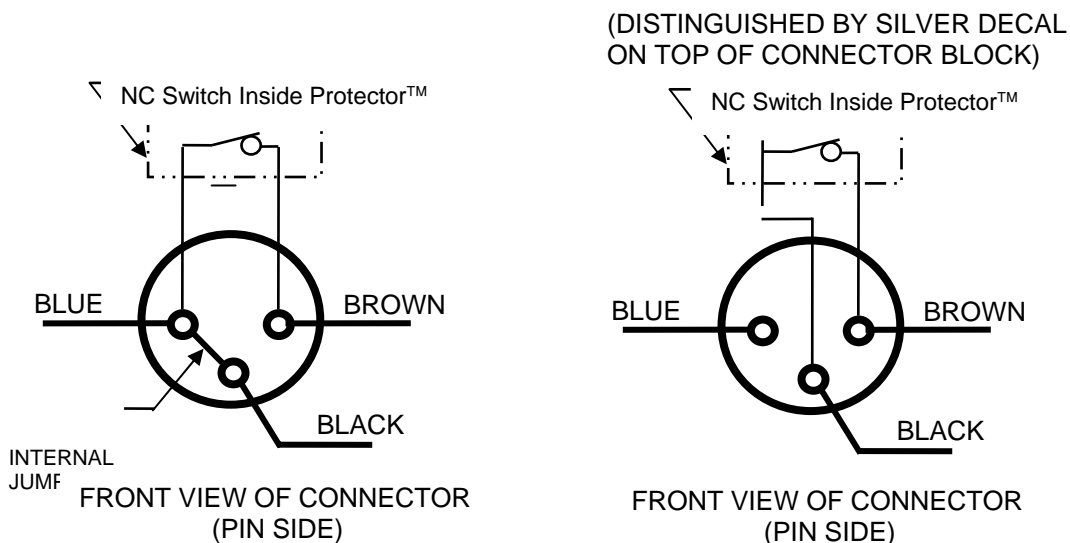 (DISTINGUISHED BY SILVER DECAL
ON TOP OF CONNECTOR BLOCK)
NC Switch Inside Protector™
BLUE
BROWN
BLACK
INTERNAL
FRONT VIEW OF CONNECTOR
(PIN SIDE)
NC Switch Inside Protector™
BLUE
BROWN
BLACK
FRONT VIEW OF CONNECTOR
(PIN SIDE)